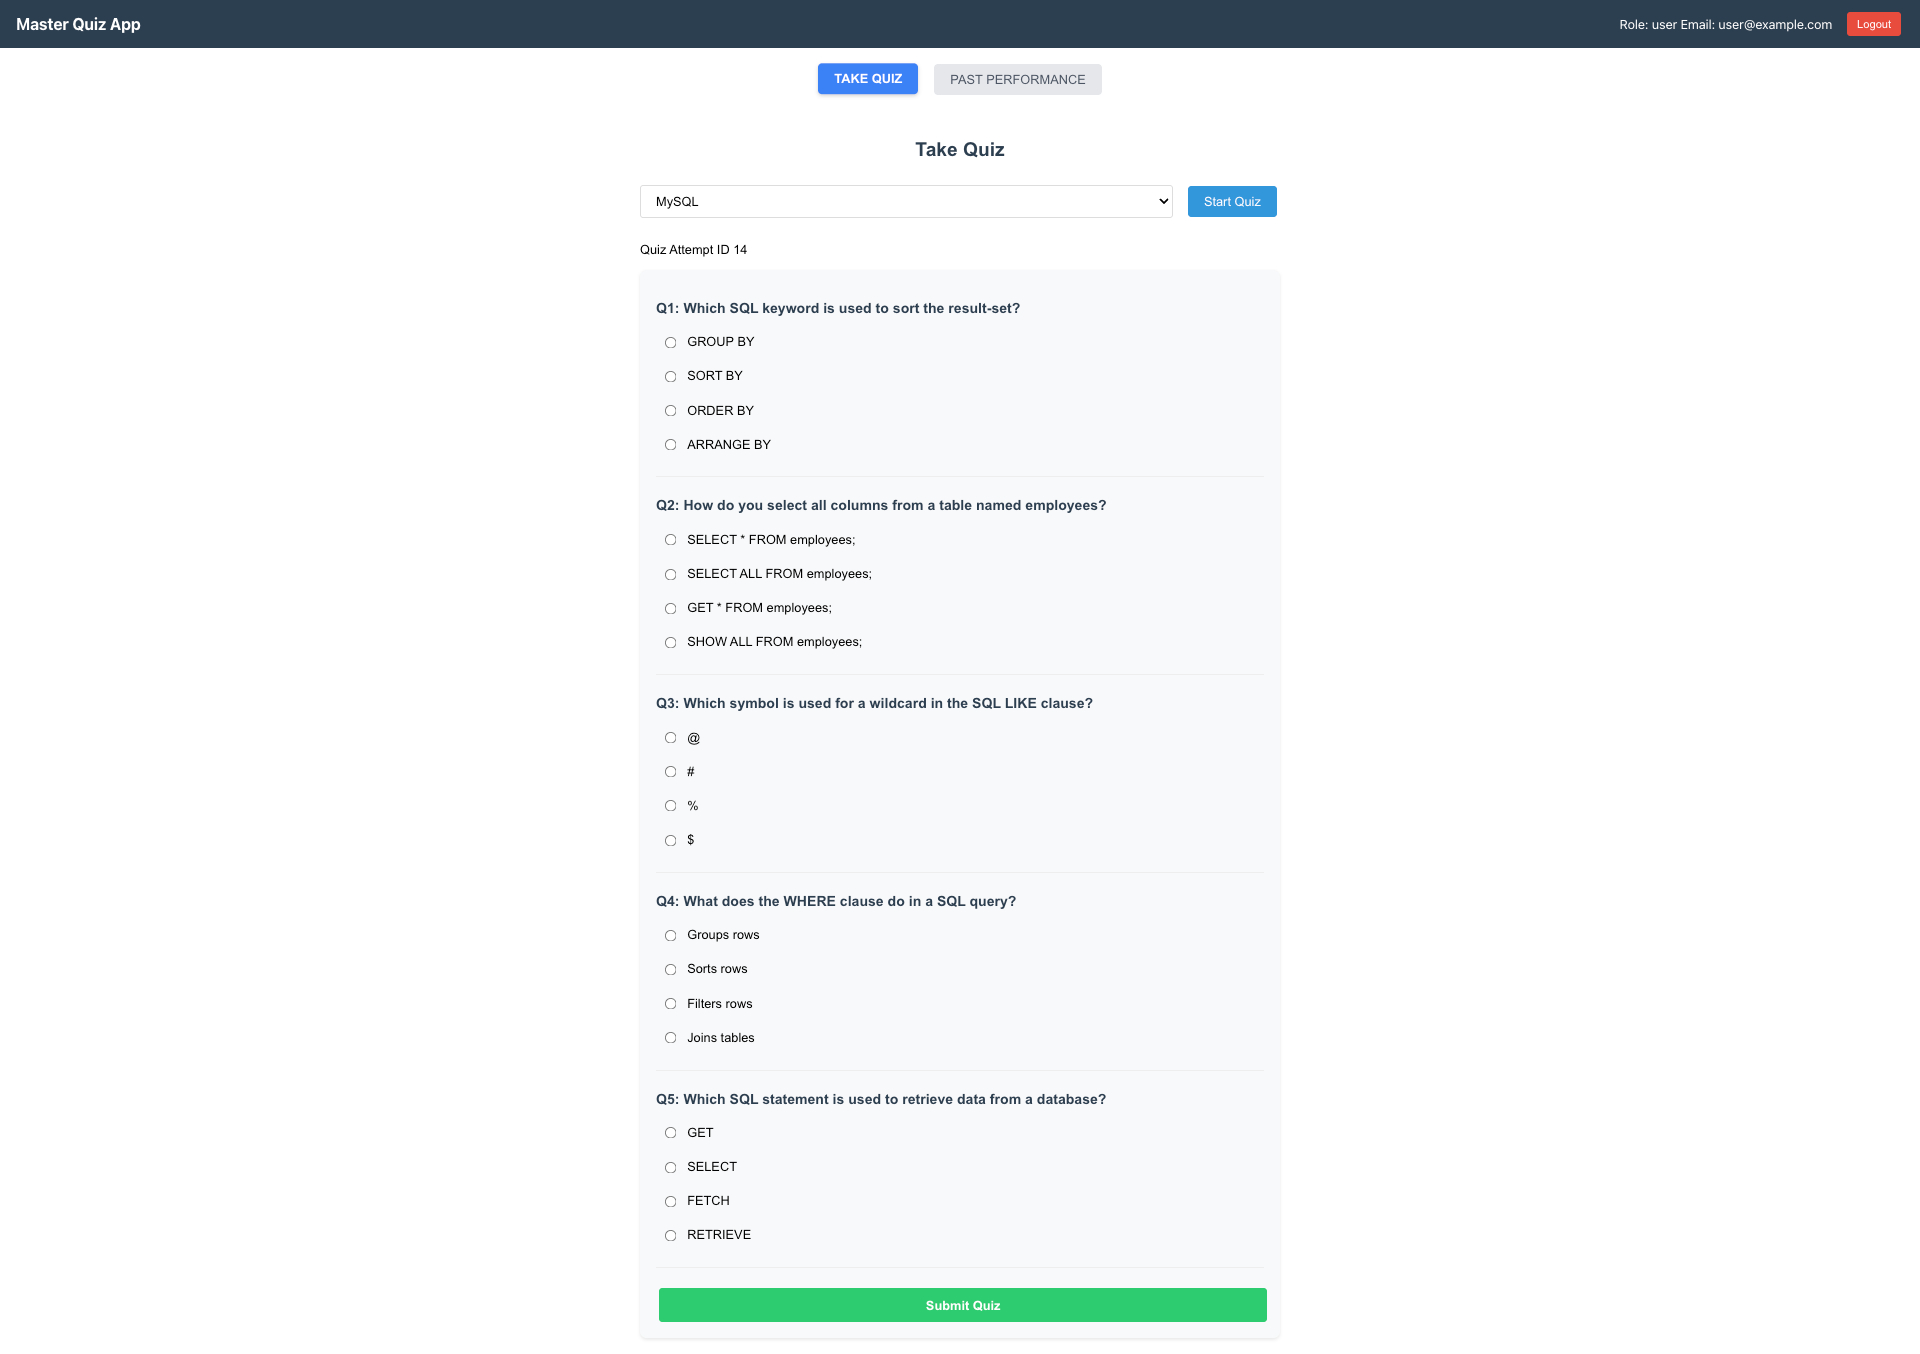 Master Quiz App
Role: user Email: user@example.com
Logout
TAKE QUIZ
PAST PERFORMANCE
Take Quiz
MySQL
Start Quiz
Quiz Attempt ID 14
Q1: Which SQL keyword is used to sort the result-set?
GROUP BY
SORT BY
ORDER BY
ARRANGE BY
Q2: How do you select all columns from a table named employees?
SELECT * FROM employees;
SELECT ALL FROM employees;
GET * FROM employees;
SHOW ALL FROM employees;
Q3: Which symbol is used for a wildcard in the SQL LIKE clause?
@
#
%
$
Q4: What does the WHERE clause do in a SQL query?
Groups rows
Sorts rows
Filters rows
Joins tables
Q5: Which SQL statement is used to retrieve data from a database?
GET
SELECT
FETCH
RETRIEVE
Submit Quiz